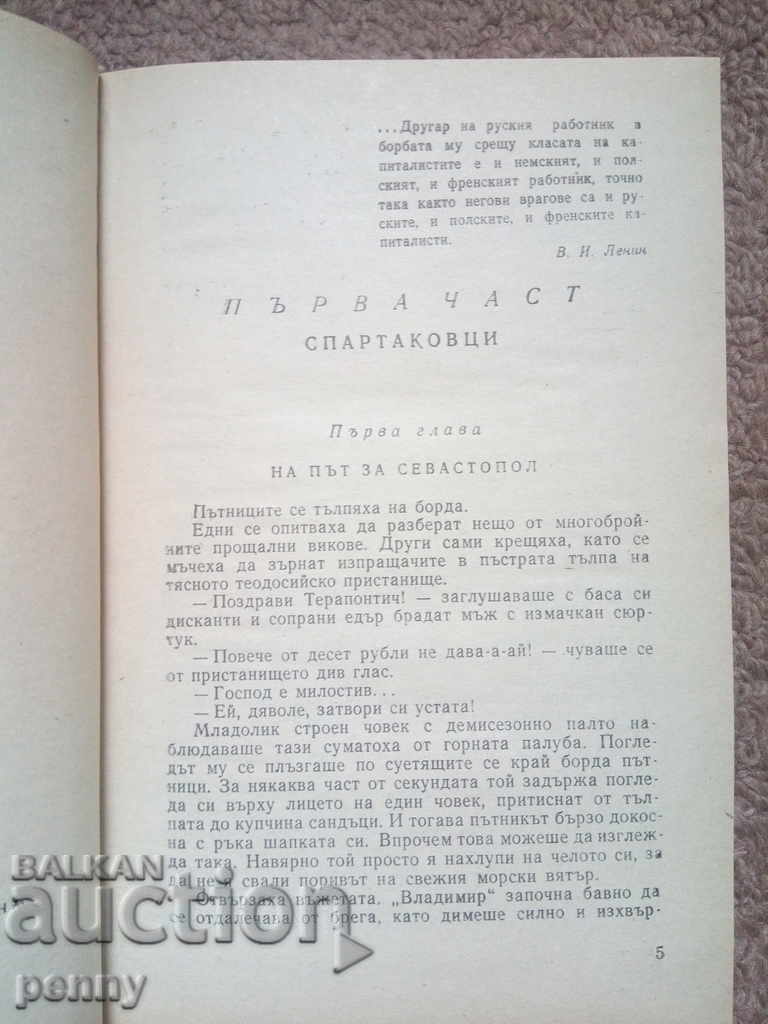 ...Другар на руския работник в
борбата му срещу класата на ка-
питалистите е и немският, и пол-
ският, и френският работник, точно
така както негови врагове са и ру-
ските, и полските, и френските ка-
питалисти.
В. И. Ленин
ПЪРВА ЧАСТ
СПАРТАКОВЦИ
Първа глава
НА ПЪТ ЗА СЕВАСТОПОЛ
Пътниците се тълпяха на борда.
Едни се опитваха да разберат нещо от многоброй-
ните прощални викове. Други сами крещяха, като се
мъчеха да зърнат изпращачите в пъстрата тълпа на
тясното теодосийско пристанище.
— Поздрави Терапонтич! — заглушаваше с баса си
дисканти и сопрани едър брадат мъж с измачкан сюр-
тук.
— Повече от десет рубли не дава-а-ай! — чуваше се
от пристанището див глас.
— Господ е милостив...
— Ей, дяволе, затвори си устата!
Младолик строен човек с демисезонно палто на-
блюдаваше тази суматоха от горната палуба. Погле-
дът му се плъзгаше по суетящите се край борда път-
ници. За някаква част от секундата той задържа погле-
да си върху лицето на един човек, притиснат от тъл-
пата до купчина сандъци. И тогава пътникът бързо докос-
на с ръка шапката си. Впрочем това можеше да изглеж-
да така. Навярно той просто я нахлупи на челото си, за
да не я свали поривът на свежия морски вятър.
Отвързаха въжетата. „Владимир“ започна бавно да
се отдалечава от брега, като димеше силно и изхвър-
5
BALKAN
auction
penny